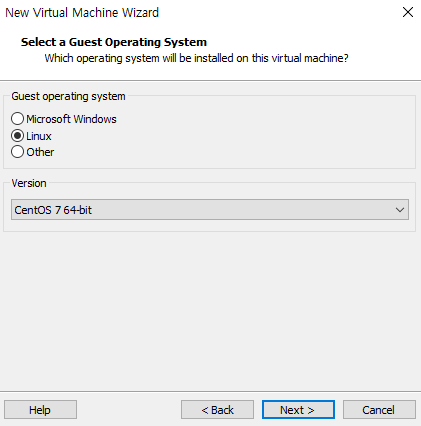 New Virtual Machine Wizard
Select a Guest Operating System
Which operating system will be installed on this virtual machine?
Guest operating system
Microsoft Windows
Linux
Other
Version
CentOS 7 64-bit
Help
< Back
Next >
Cancel